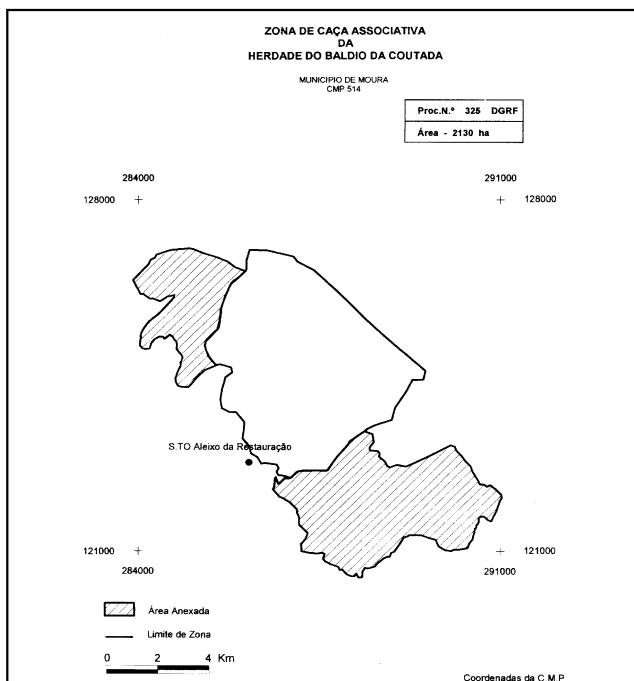 ZONA DE CAÇA ASSOCIATIVA
DA
HERDADE DO BALDIO DA COUTADA
MUNICIPIO DE MOURA
CMP 514
Proc.N.º 325 DGRF
Área - 2130 ha
284000
291000
128000
128000
S.TO Aleixo da Restauração
121000
121000
284000
291000
Área Anexada
Limite de Zona
0 2 4 Km
Coordenadas da C.M.P